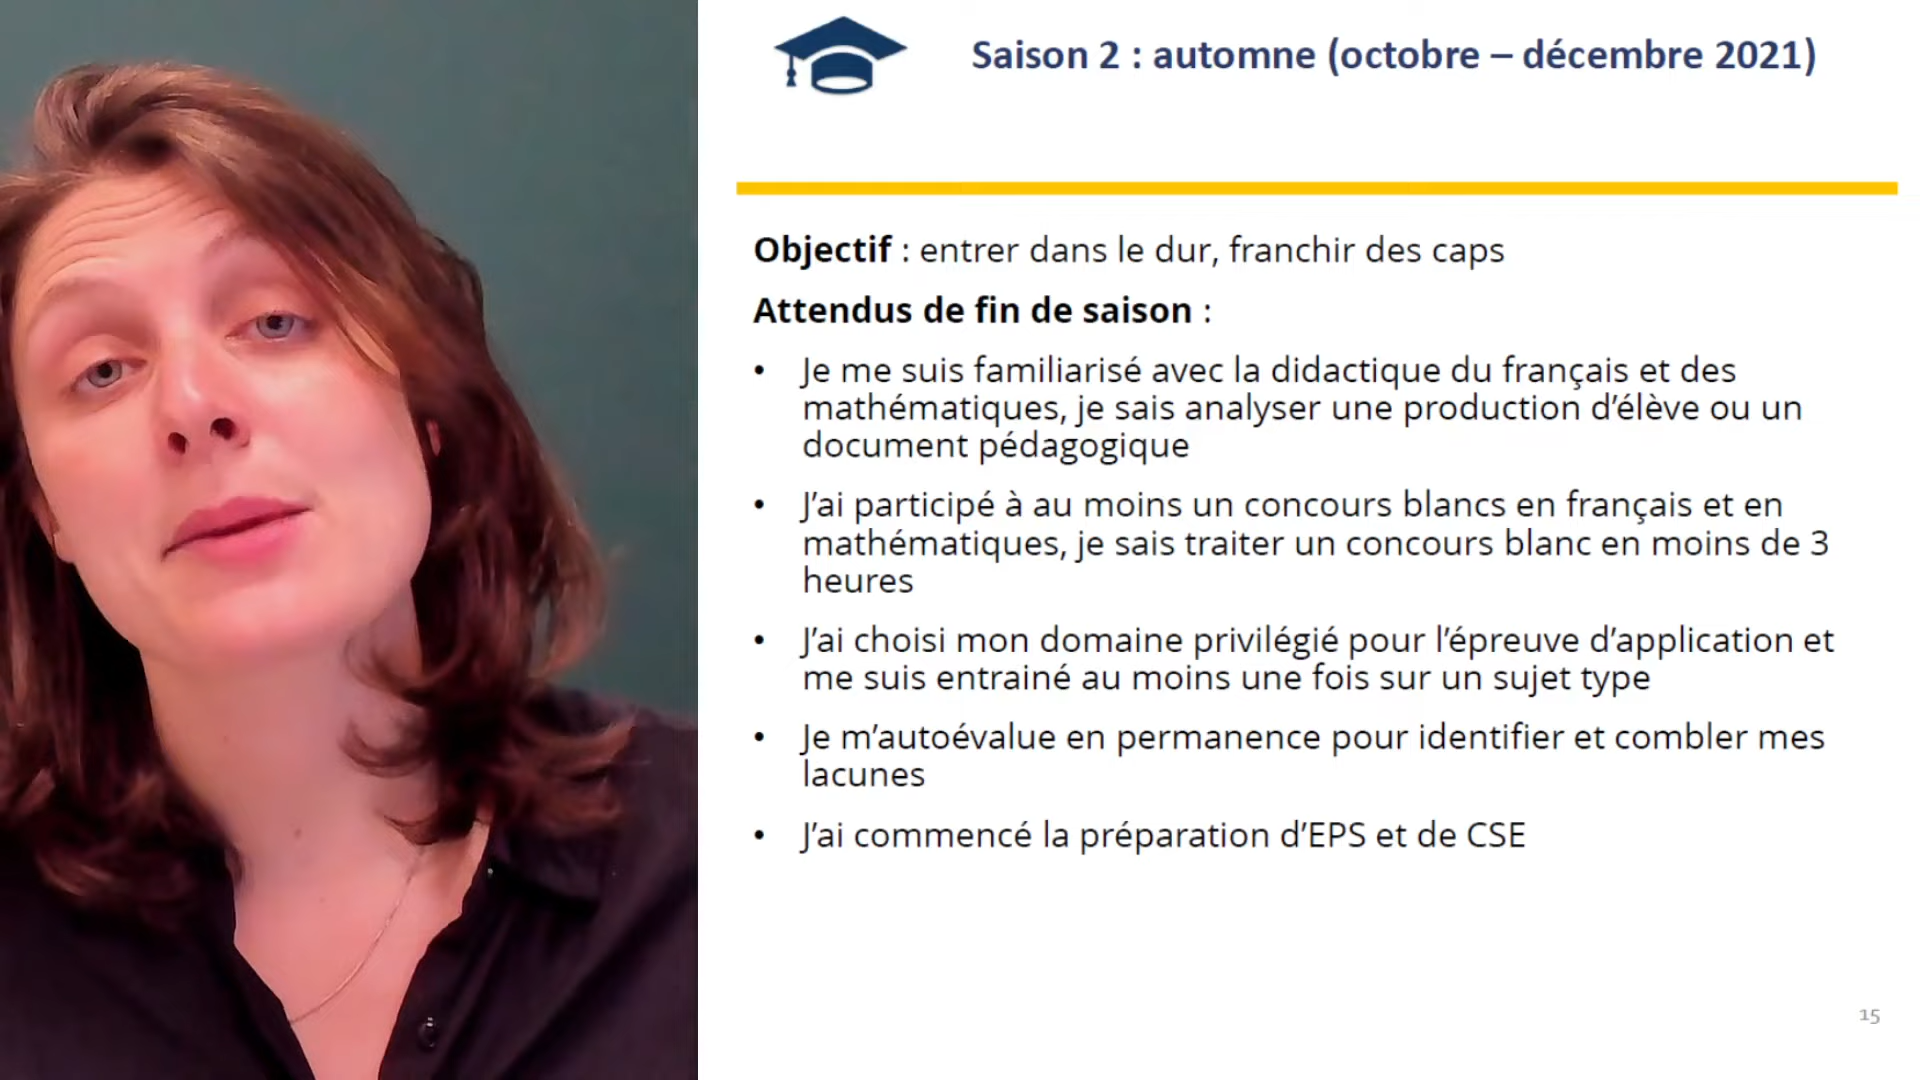 Saison 2 : automne (octobre – décembre 2021)
Objectif : entrer dans le dur, franchir des caps
Attendus de fin de saison :
• Je me suis familiarisé avec la didactique du français et des
mathématiques, je sais analyser une production d’élève ou un
document pédagogique
• J’ai participé à au moins un concours blancs en français et en
mathématiques, je sais traiter un concours blanc en moins de 3
heures
• J’ai choisi mon domaine privilégié pour l’épreuve d’application et
me suis entrainé au moins une fois sur un sujet type
• Je m’autoévalue en permanence pour identifier et combler mes
lacunes
• J’ai commencé la préparation d’EPS et de CSE
15